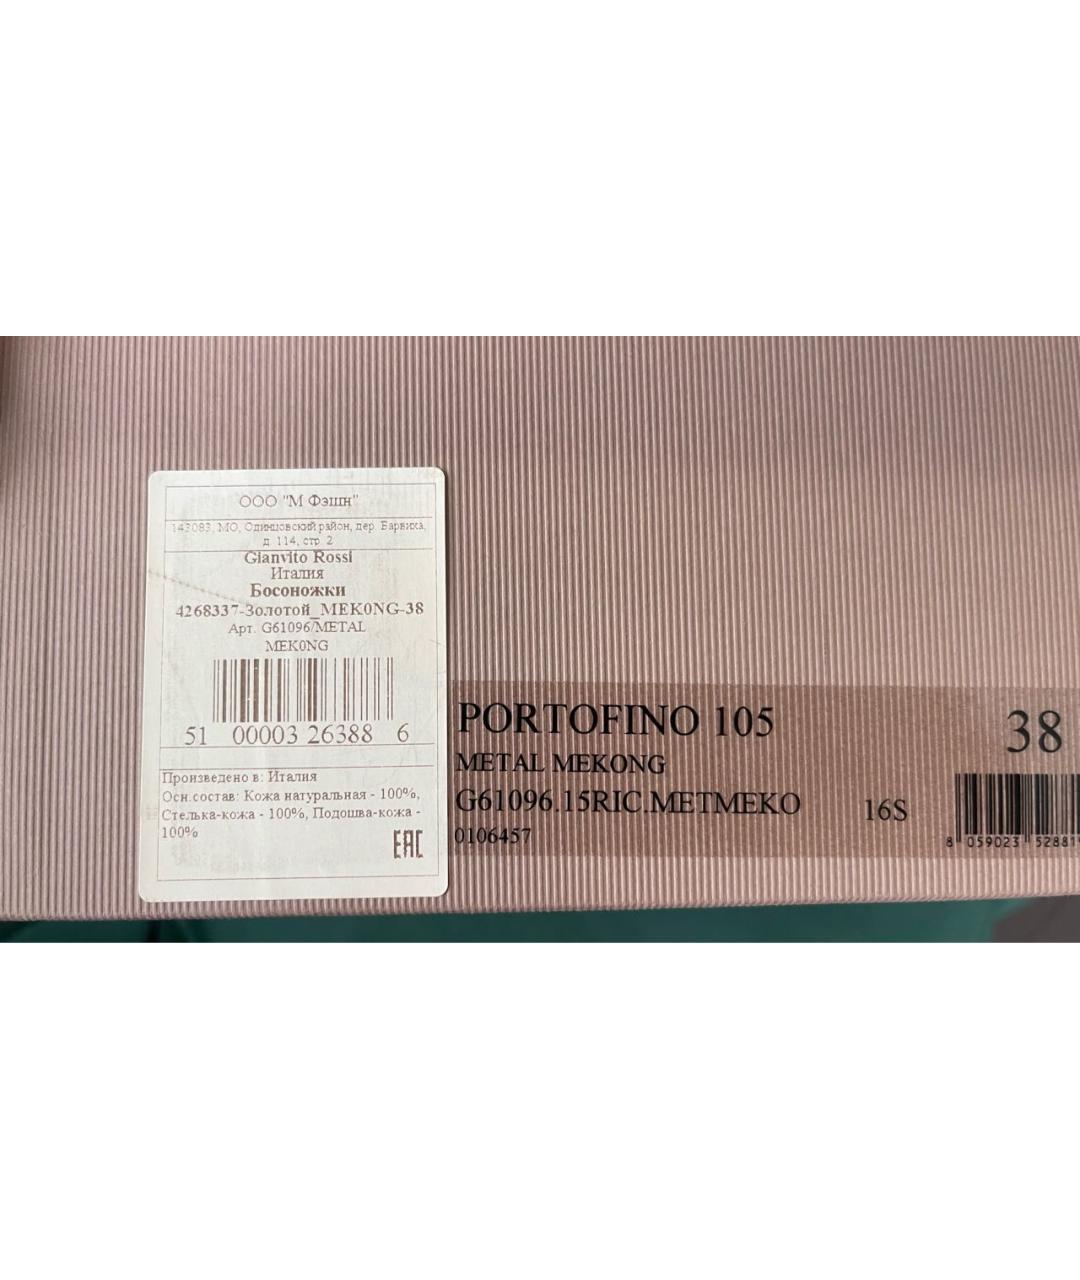 ООО "М Фэшн"
143083, МО, Одинцовский район, дер. Барвиха,
д. 114, стр. 2
Gianvito Rossi
Италия
Босоножки
4268337-Золотой_MEK0NG-38
Арт. G61096/METAL
MEK0NG
51 00003 26388 6
Произведено в: Италия
Осн.состав: Кожа натуральная - 100%,
Стелька-кожа - 100%, Подошва-кожа -
100%
EAC
PORTOFINO 105
38
METAL MEKONG
G61096.15RIC.METMEKO
16S
0106457
8 059023 52881